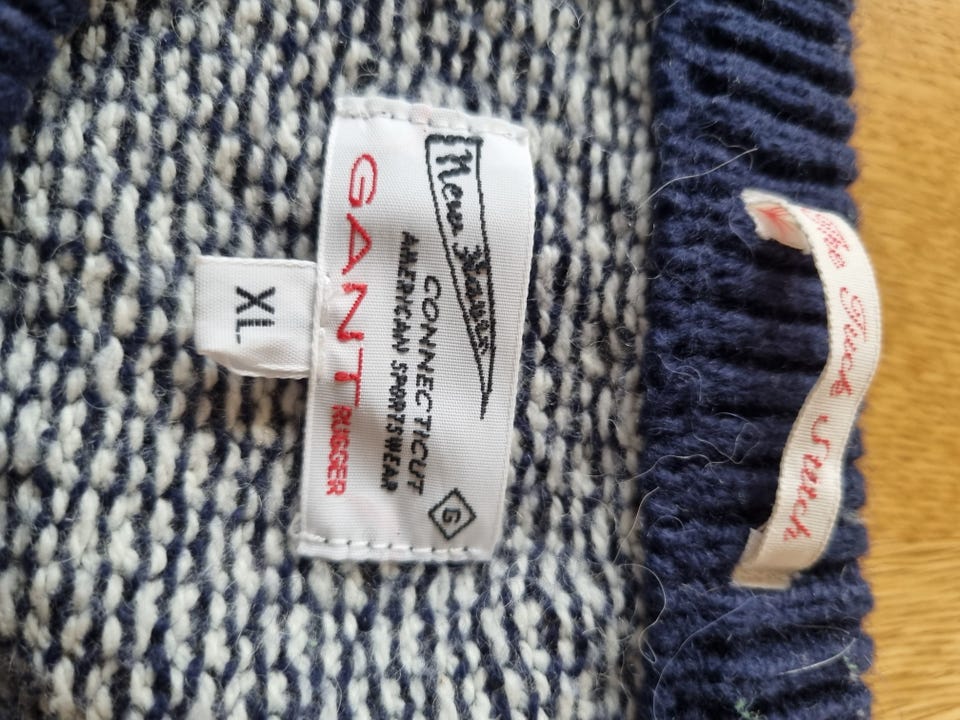 New Haven
CONNECTICUT
AMERICAN SPORTSWEAR
GANT RUGGER
G
XL
The Tuck Stitch